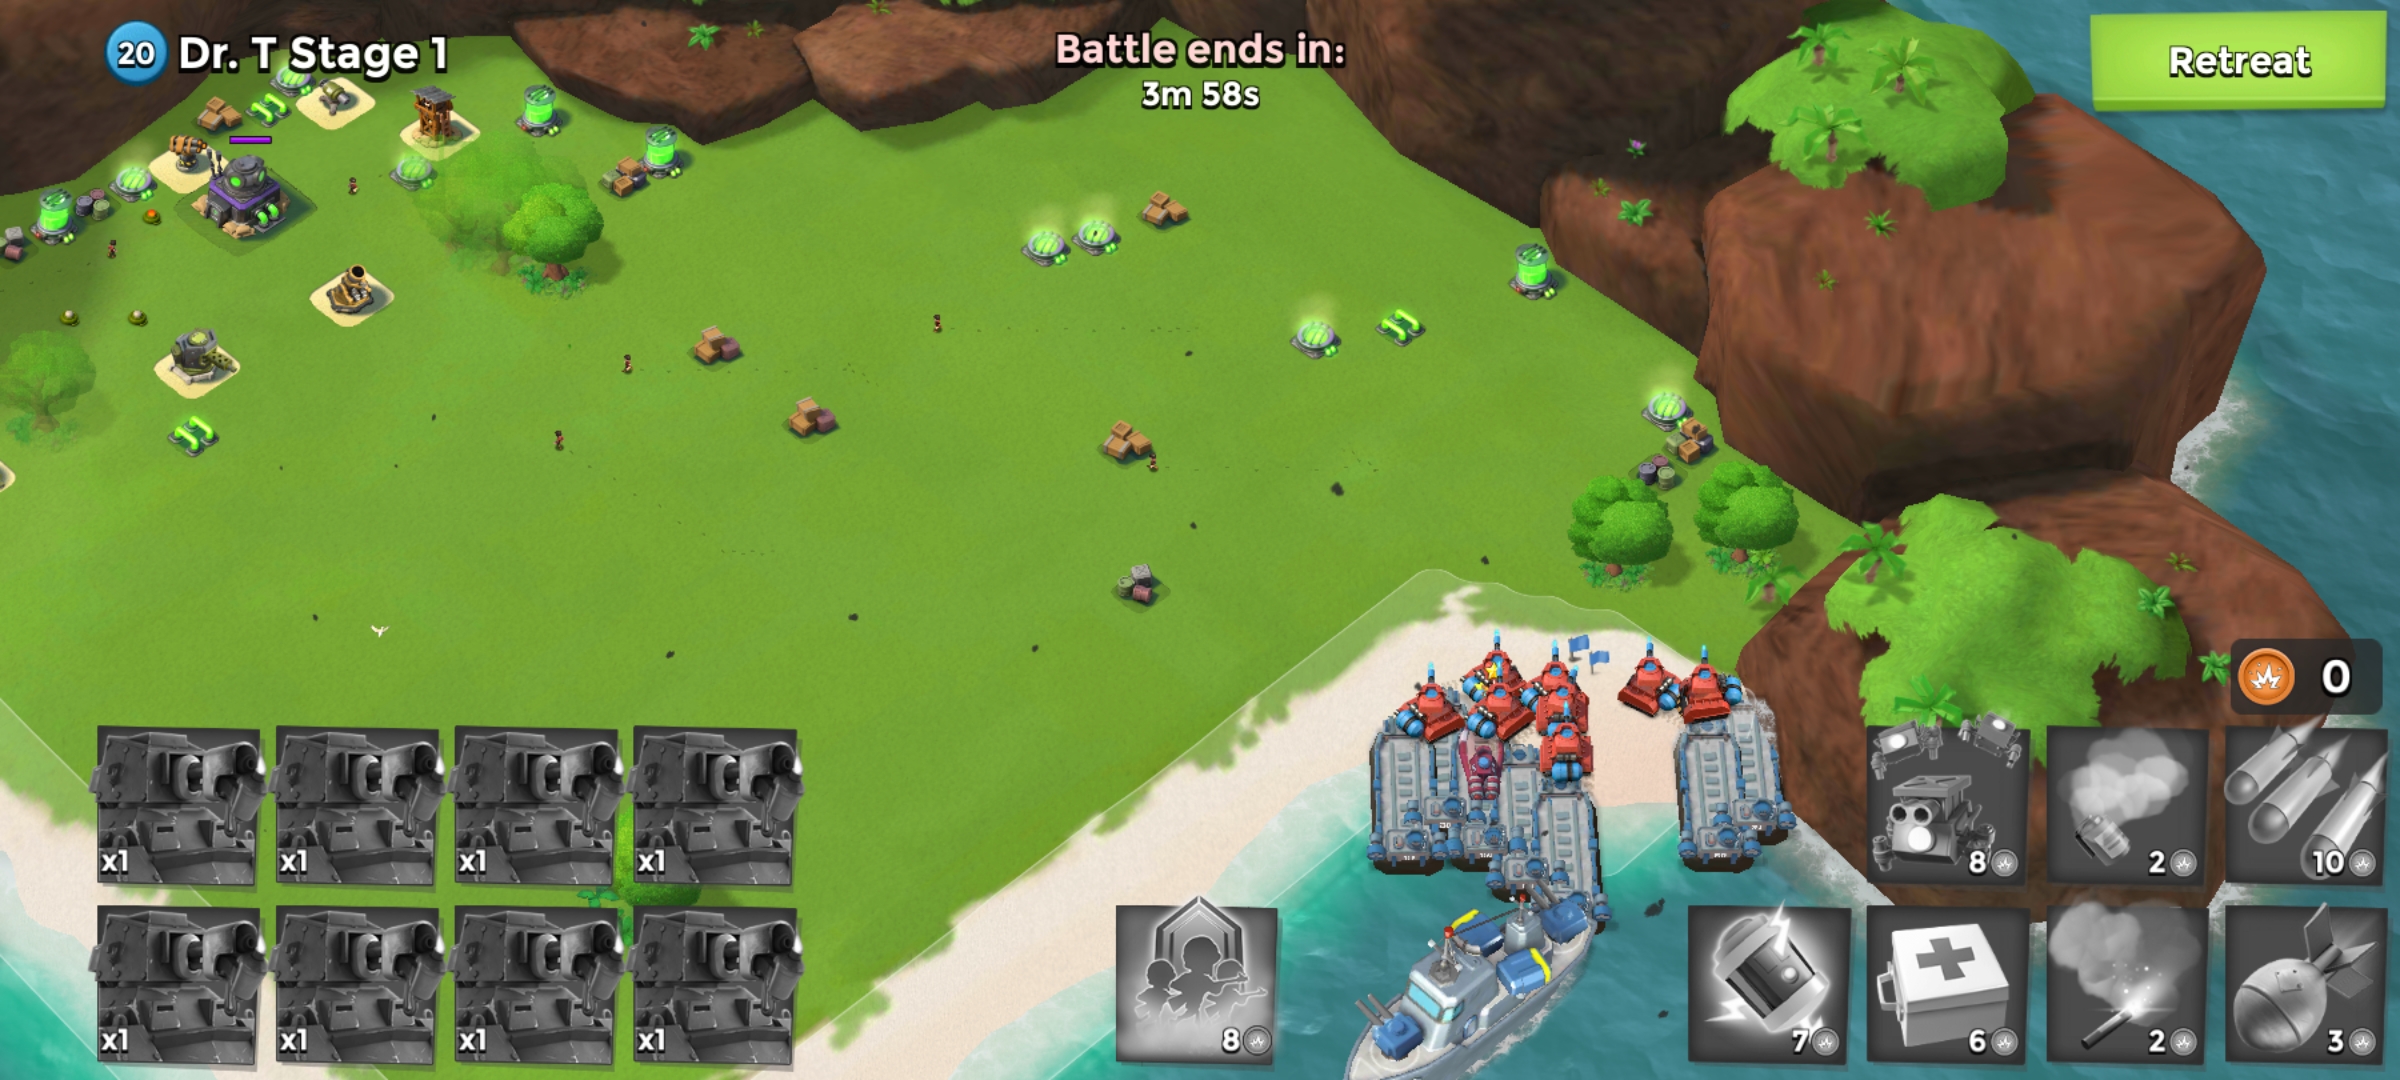 20 Dr. T Stage 1
Battle ends in:
3m 58s
Retreat
0
x1 x1 x1 x1
8 2 10
x1 x1 x1 x1
8 7 6 2 3